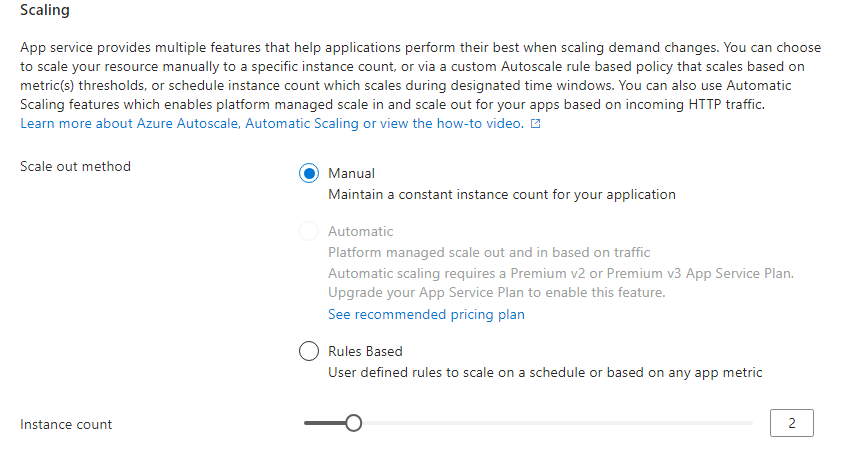 Scaling
App service provides multiple features that help applications perform their best when scaling demand changes. You can choose
to scale your resource manually to a specific instance count, or via a custom Autoscale rule based policy that scales based on
metric(s) thresholds, or schedule instance count which scales during designated time windows. You can also use Automatic
Scaling features which enables platform managed scale in and scale out for your apps based on incoming HTTP traffic.
Learn more about Azure Autoscale, Automatic Scaling or view the how-to video.
Scale out method
Manual
Maintain a constant instance count for your application
Automatic
Platform managed scale out and in based on traffic
Automatic scaling requires a Premium v2 or Premium v3 App Service Plan.
Upgrade your App Service Plan to enable this feature.
See recommended pricing plan
Rules Based
User defined rules to scale on a schedule or based on any app metric
Instance count
2